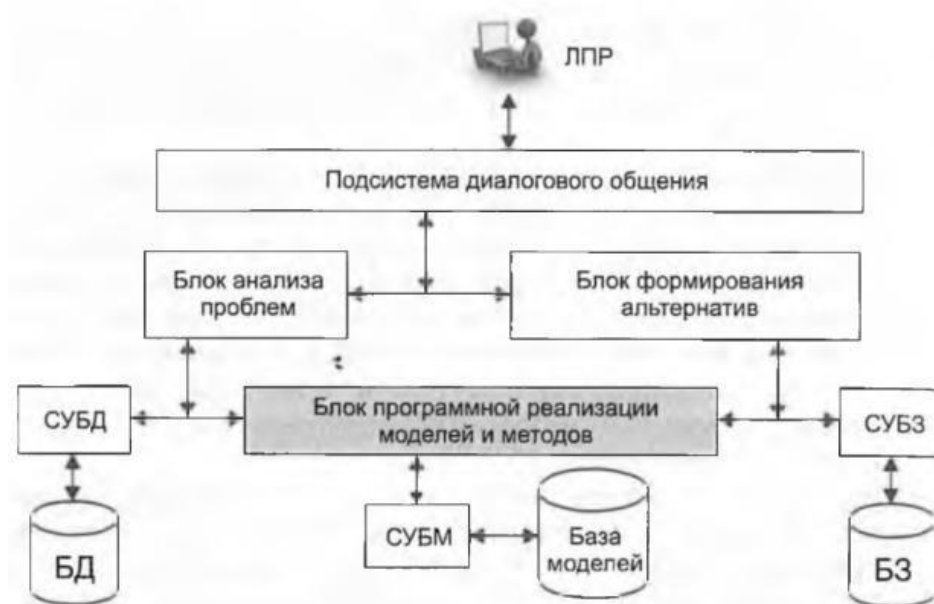 ЛПР
Подсистема диалогового общения
Блок анализа
проблем
Блок формирования
альтернатив
СУБД
Блок программной реализации
моделей и методов
СУБЗ
СУБМ
База
моделей
БД
БЗ